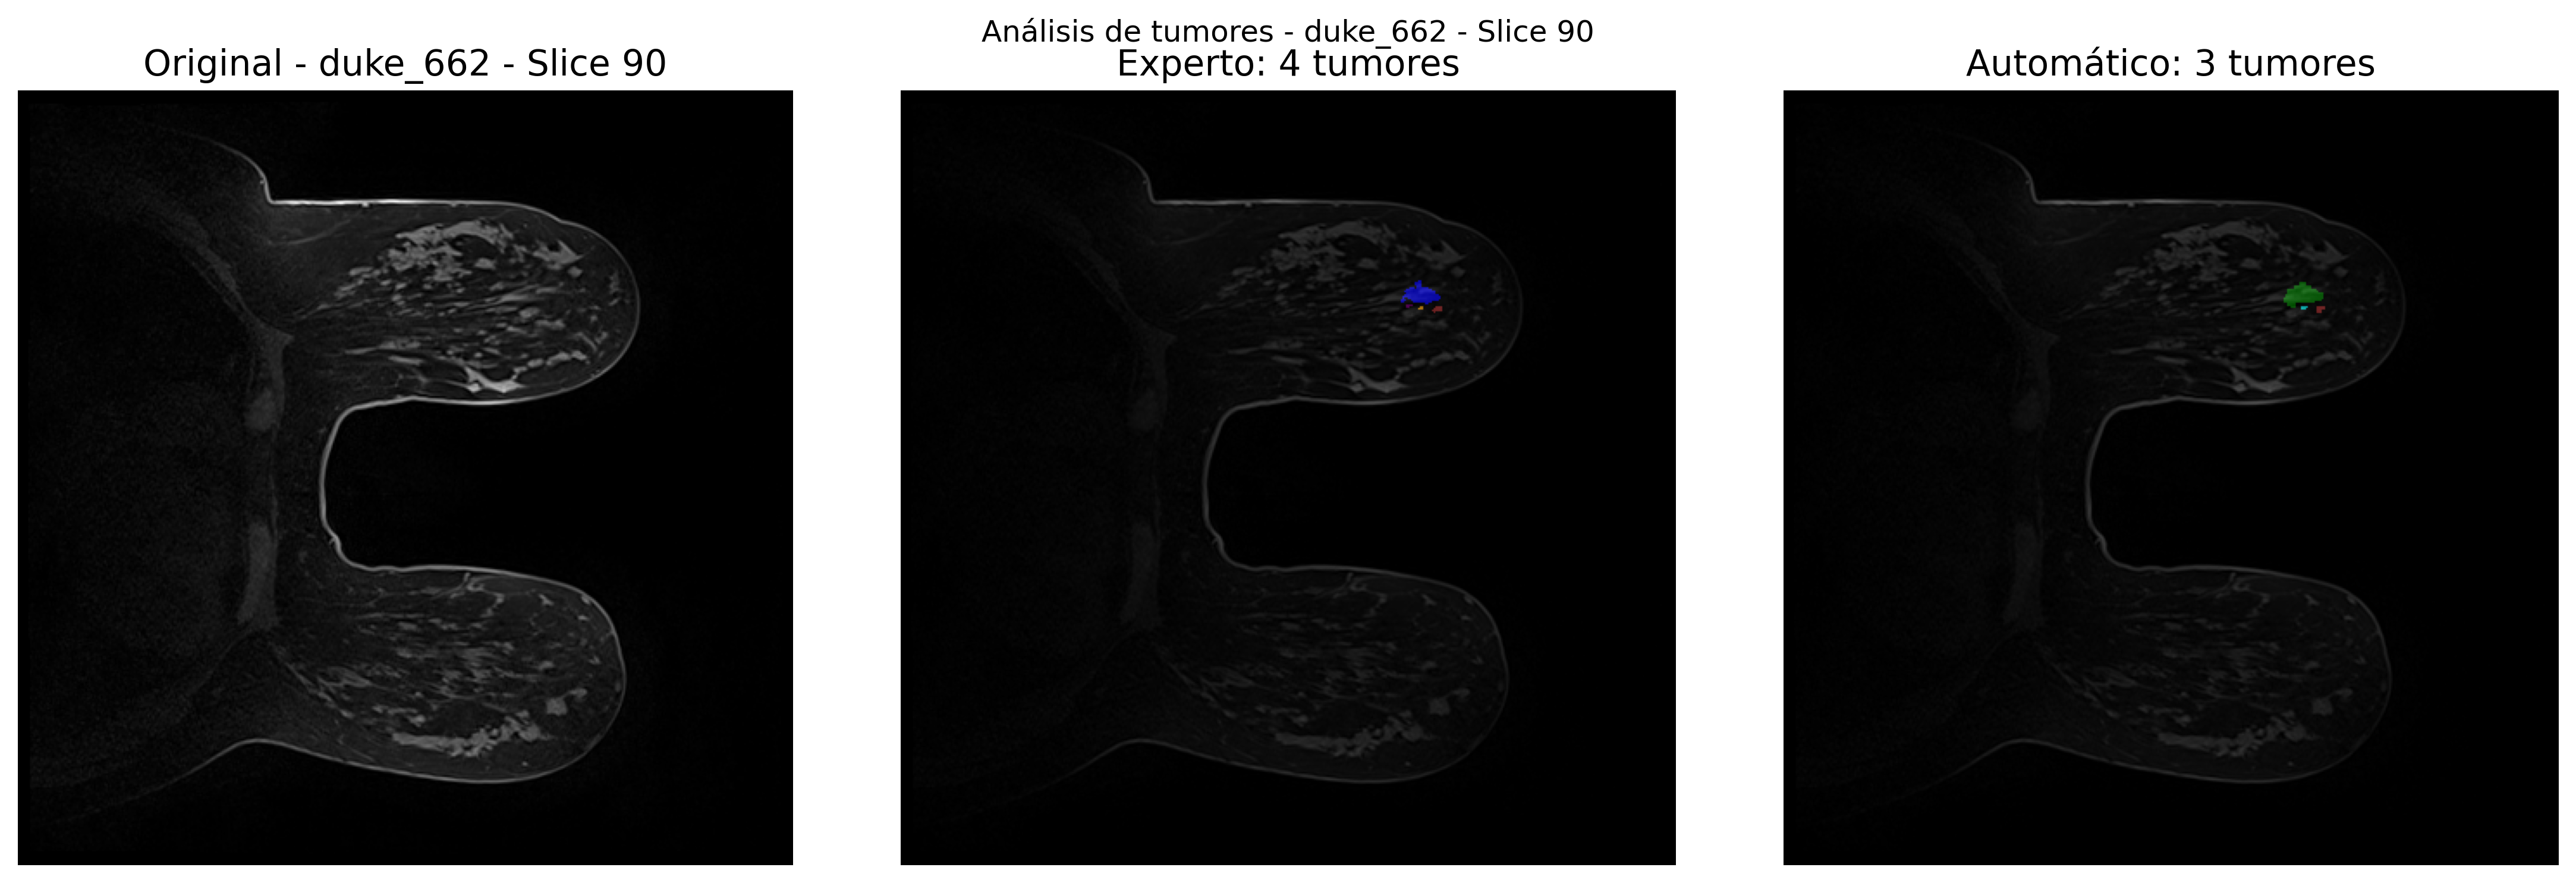 Análisis de tumores - duke_662 - Slice 90
Original - duke_662 - Slice 90
Experto: 4 tumores
Automático: 3 tumores